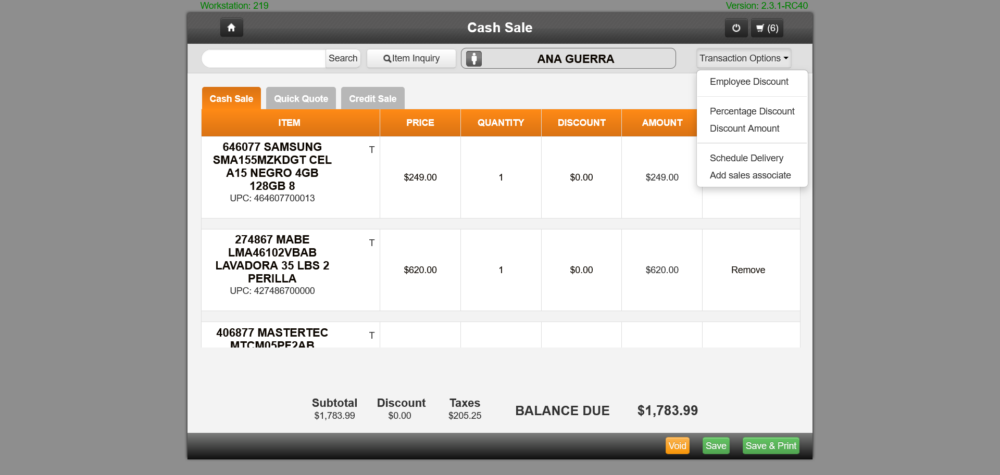 Workstation: 219
Version: 2.3.1-RC40
Cash Sale
(6)
Search
Item Inquiry
ANA GUERRA
Transaction Options
Employee Discount
Percentage Discount
Discount Amount
Schedule Delivery
Add sales associate
Cash Sale
Quick Quote
Credit Sale
ITEM
PRICE
QUANTITY
DISCOUNT
AMOUNT
646077 SAMSUNG
SMA155MZKDGT CEL
A15 NEGRO 4GB
128GB 8
UPC: 464607700013
T
$249.00
1
$0.00
$249.00
274867 MABE
LMA46102VBAB
LAVADORA 35 LBS 2
PERILLA
UPC: 427486700000
T
$620.00
1
$0.00
$620.00
Remove
406877 MASTERTEC
MTCM05PF2AB
T
Subtotal
$1,783.99
Discount
$0.00
Taxes
$205.25
BALANCE DUE
$1,783.99
Void
Save
Save & Print